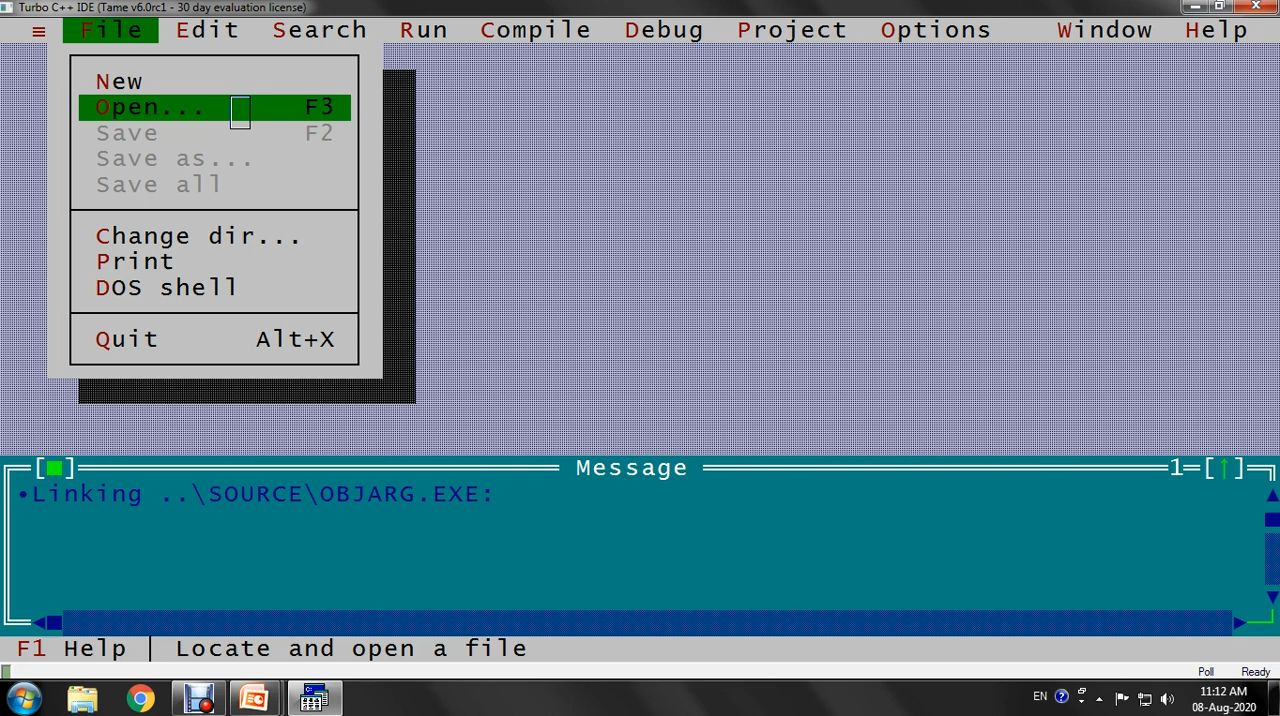 Turbo C++ IDE (Tame v6.0rc1 - 30 day evaluation license)
≡ File Edit Search Run Compile Debug Project Options Window Help
New
Open... F3
Save F2
Save as...
Save all
Change dir...
Print
DOS shell
Quit Alt+X
Message 1
•Linking ..\SOURCE\OBJARG.EXE:
F1 Help | Locate and open a file
Poll Ready
EN 11:12 AM
08-Aug-2020